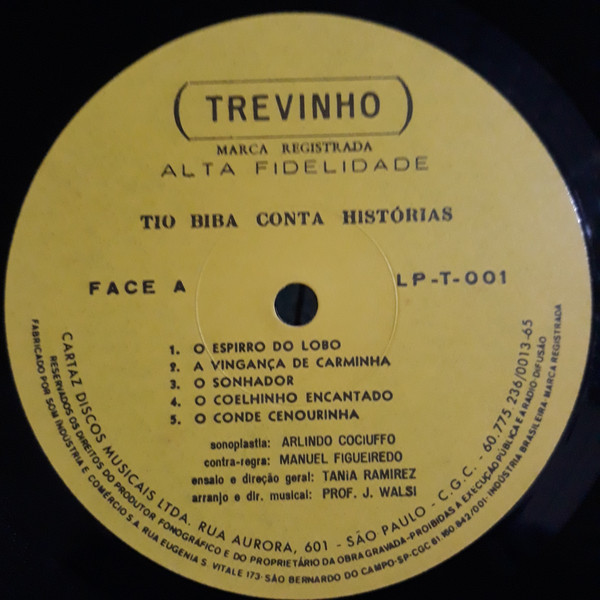 TREVINHO
MARCA REGISTRADA
ALTA FIDELIDADE
TIO BIBA CONTA HISTÓRIAS
FACE A
LP-T-001
1. O ESPIRRO DO LOBO
2. A VINGANÇA DE CARMINHA
3. O SONHADOR
4. O COELHINHO ENCANTADO
5. O CONDE CENOURINHA
sonoplastia: ARLINDO COCIUFFO
contra-regra: MANUEL FIGUEIREDO
ensaio e direção geral: TANIA RAMIREZ
arranjo e dir. musical: PROF. J. WALSI
CARTAZ DISCOS MUSICAIS LTDA. RUA AURORA, 601 - SÃO PAULO - C.G.C. - 60.775.236/0013-65
RESERVADOS OS DIREITOS DO PRODUTOR FONOGRÁFICO E DO PROPRIETÁRIO DA OBRA GRAVADA-PROIBIDAS A EXECUÇÃO PÚBLICA E A RÁDIO-DIFUSÃO
FABRICADO POR SOM INDÚSTRIA E COMÉRCIO S A RUA EUGENIA S. VITALE 173-SÃO BERNARDO DO CAMPO-SP-CGC 61 160 842/001-INDÚSTRIA BRASILEIRA-MARCA REGISTRADA